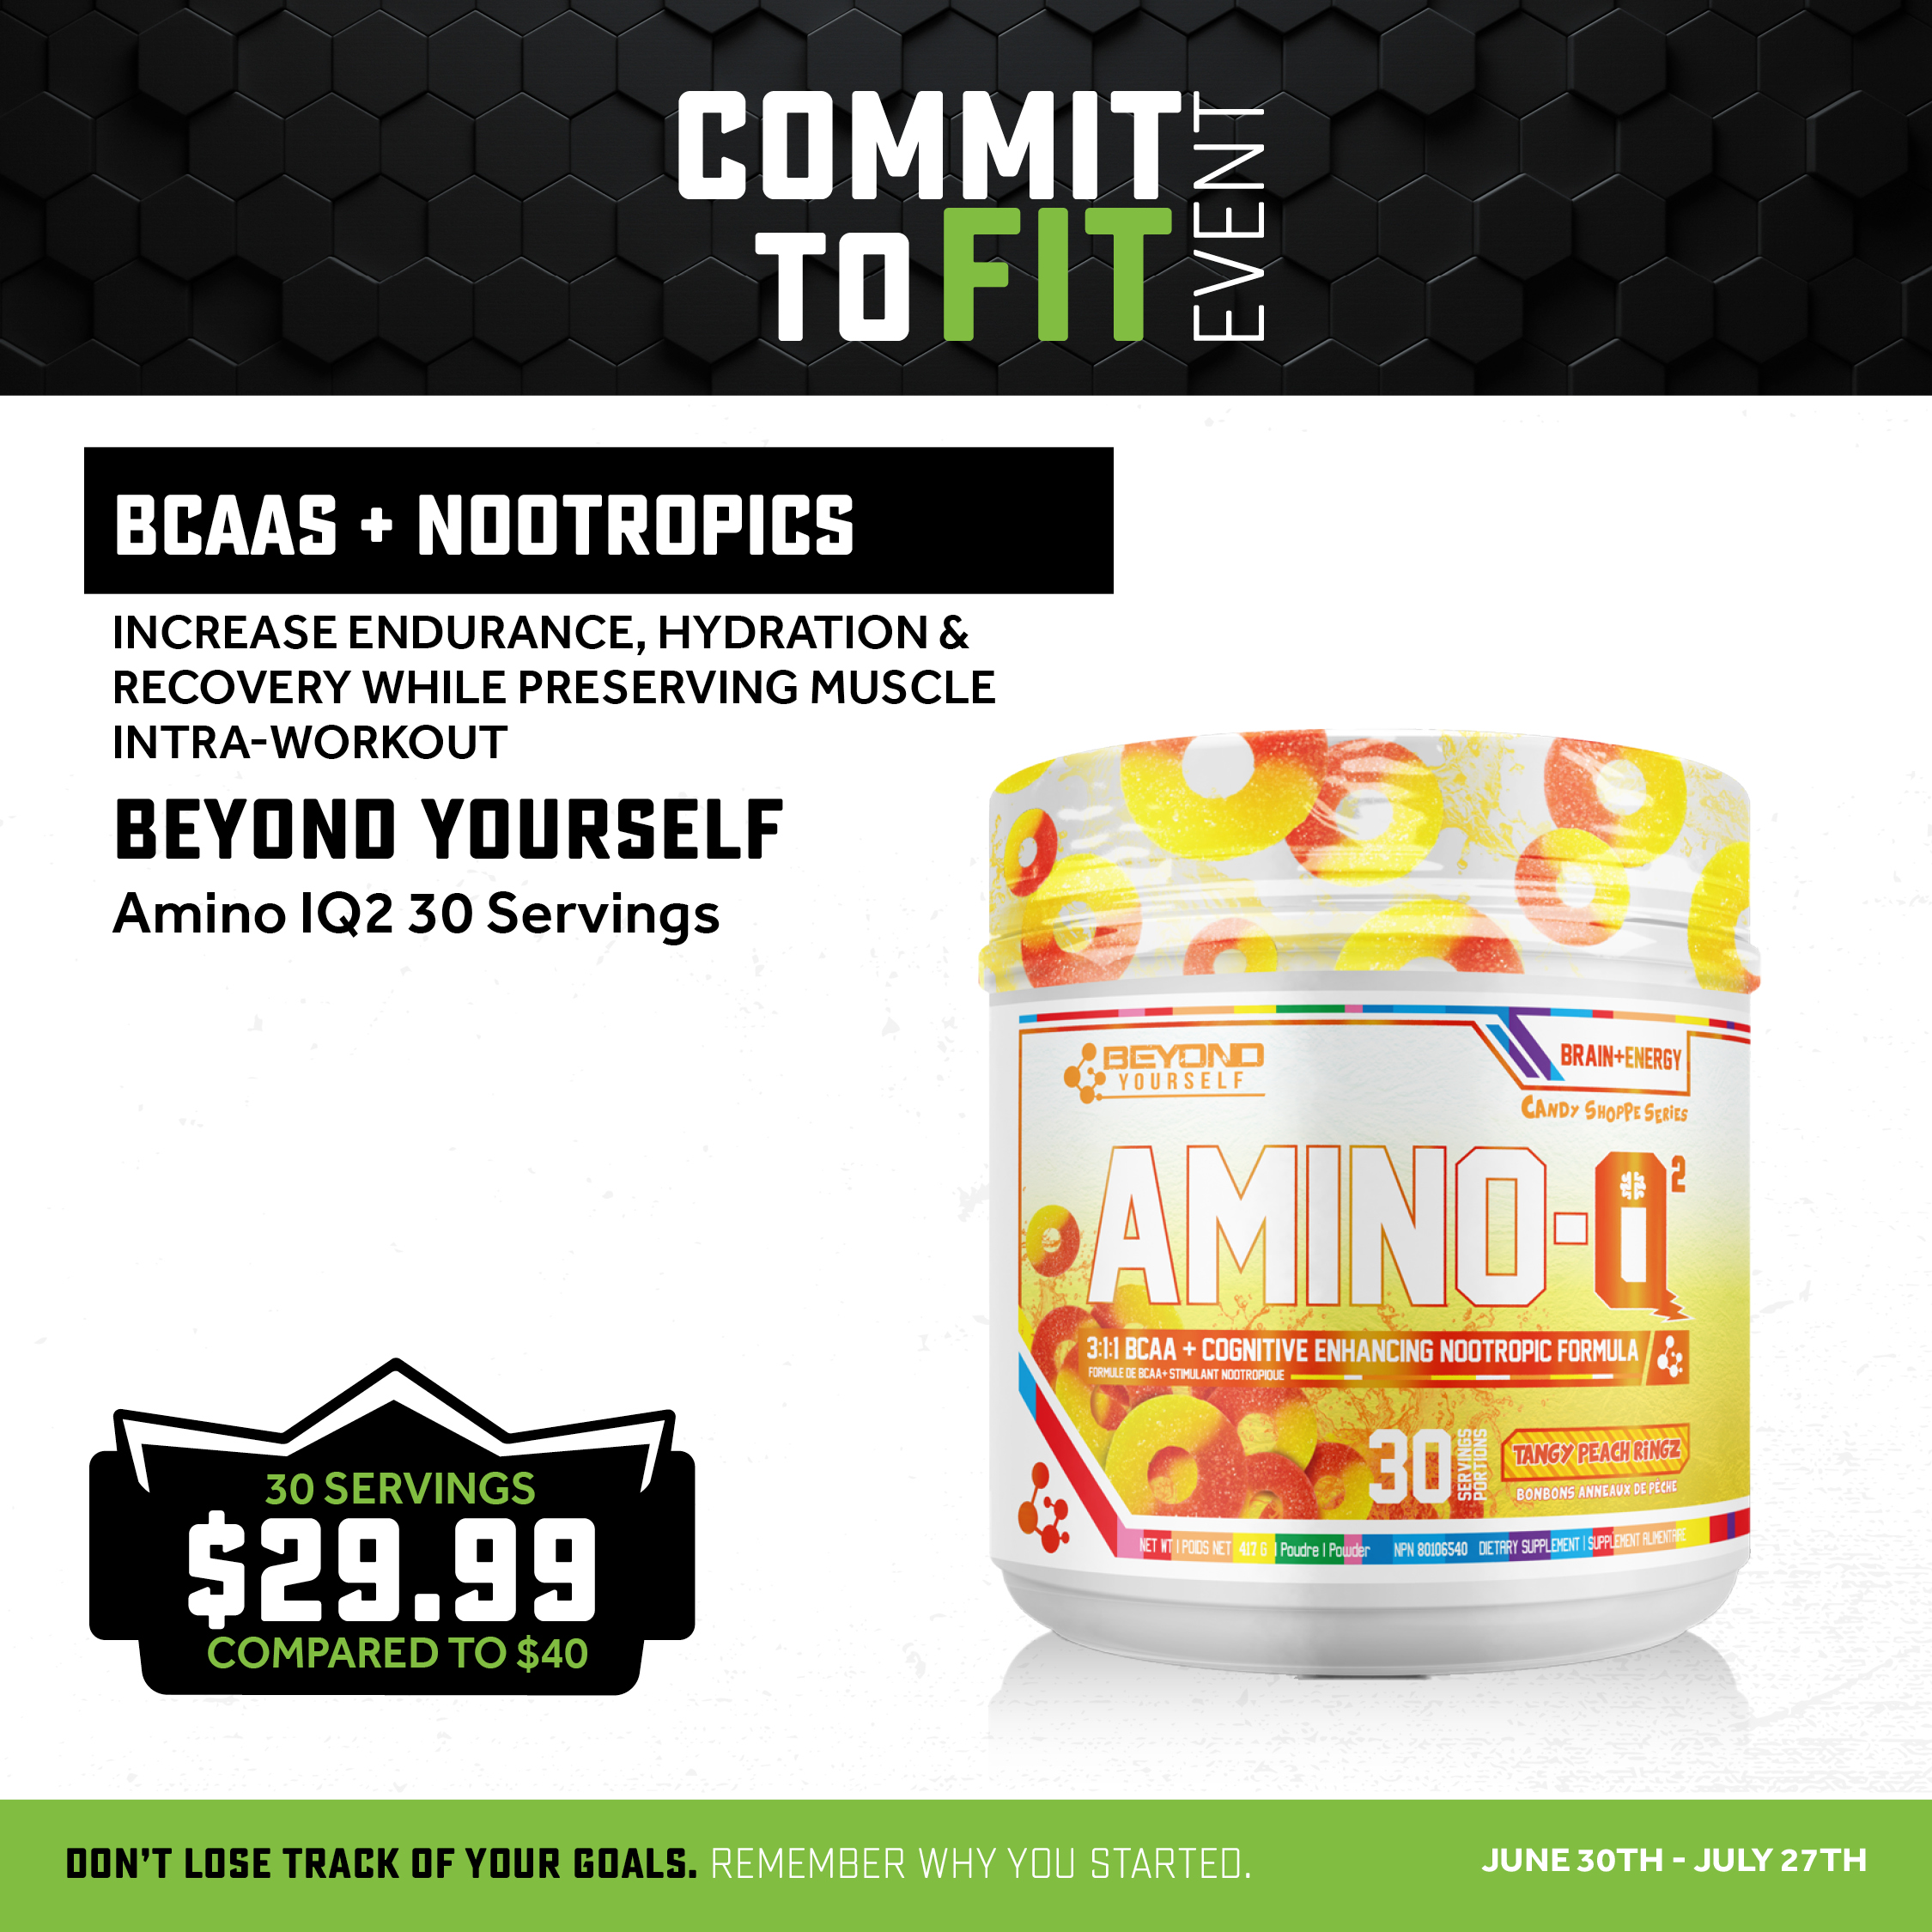 COMMIT
TO FIT
EVENT
BCAAS + NOOTROPICS
INCREASE ENDURANCE, HYDRATION &
RECOVERY WHILE PRESERVING MUSCLE
INTRA-WORKOUT
BEYOND YOURSELF
Amino IQ2 30 Servings
BEYOND
YOURSELF
BRAIN+ENERGY
CANDY SHOPPE SERIES
AMINO-IQ²
3:1:1 BCAA + COGNITIVE ENHANCING NOOTROPIC FORMULA
FORMULE DE BCAA+ STIMULANT NOOTROPIQUE
30 SERVINGS
PORTIONS
TANGY PEACH RiNGZ
BONBONS ANNEAUX DE PÊCHE
NET WT | POIDS NET 417 G | Poudre | Powder NPN 80106540 DIETARY SUPPLEMENT | SUPPLEMENT ALIMENTAIRE
30 SERVINGS
$29.99
COMPARED TO $40
DON'T LOSE TRACK OF YOUR GOALS. REMEMBER WHY YOU STARTED.
JUNE 30TH - JULY 27TH